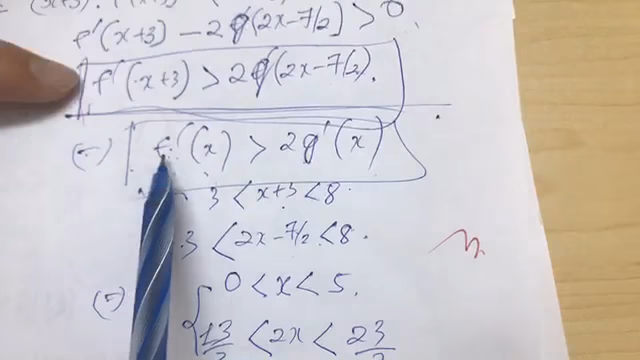 f'(x+3) - 2g'(2x-7/2) > 0
f'(x+3) > 2g'(2x-7/2).
(=) f'(x) > 2g'(x)
3 < x+3 < 8.
3 < 2x-7/2 < 8.
(=) { 0 < x < 5.
13/2 < 2x < 23/2